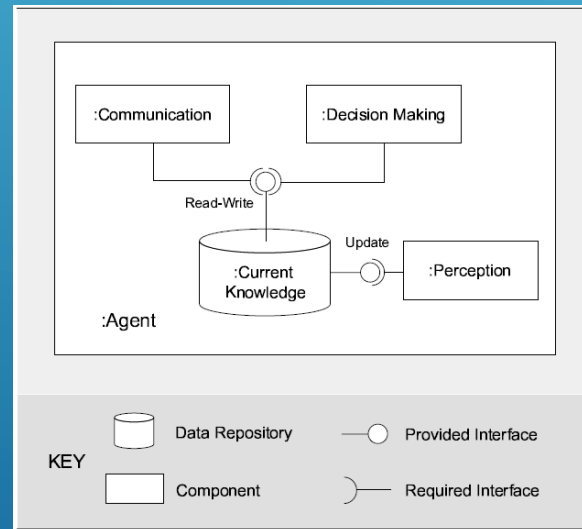 :Communication
:Decision Making
Read-Write
Update
:Current
Knowledge
:Perception
:Agent
KEY
Data Repository
Provided Interface
Component
Required Interface